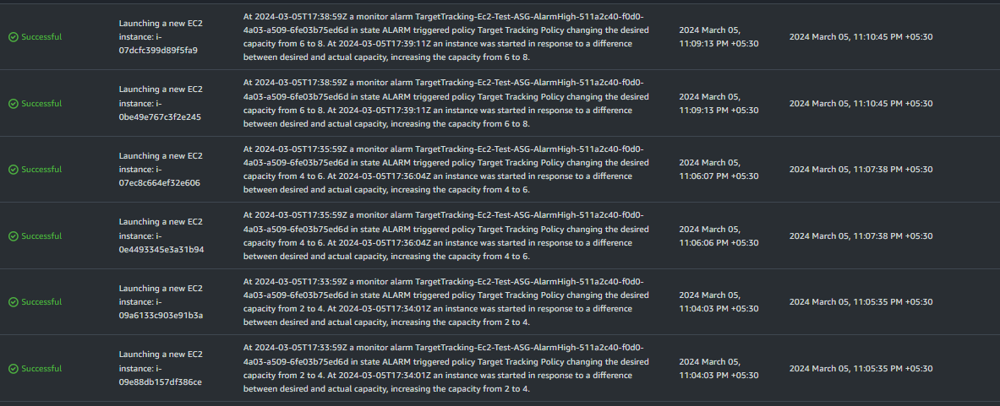 Successful
Launching a new EC2
instance: i-
07dcfc399d89f5fa9
At 2024-03-05T17:38:59Z a monitor alarm TargetTracking-Ec2-Test-ASG-AlarmHigh-511a2c40-f0d0-
4a03-a509-6fe03b75ed6d in state ALARM triggered policy Target Tracking Policy changing the desired
capacity from 6 to 8. At 2024-03-05T17:39:11Z an instance was started in response to a difference
between desired and actual capacity, increasing the capacity from 6 to 8.
2024 March 05,
11:09:13 PM +05:30
2024 March 05, 11:10:45 PM +05:30
Successful
Launching a new EC2
instance: i-
0be49e767c3f2e245
At 2024-03-05T17:38:59Z a monitor alarm TargetTracking-Ec2-Test-ASG-AlarmHigh-511a2c40-f0d0-
4a03-a509-6fe03b75ed6d in state ALARM triggered policy Target Tracking Policy changing the desired
capacity from 6 to 8. At 2024-03-05T17:39:11Z an instance was started in response to a difference
between desired and actual capacity, increasing the capacity from 6 to 8.
2024 March 05,
11:09:13 PM +05:30
2024 March 05, 11:10:45 PM +05:30
Successful
Launching a new EC2
instance: i-
07ec8c664ef32e606
At 2024-03-05T17:35:59Z a monitor alarm TargetTracking-Ec2-Test-ASG-AlarmHigh-511a2c40-f0d0-
4a03-a509-6fe03b75ed6d in state ALARM triggered policy Target Tracking Policy changing the desired
capacity from 4 to 6. At 2024-03-05T17:36:04Z an instance was started in response to a difference
between desired and actual capacity, increasing the capacity from 4 to 6.
2024 March 05,
11:06:07 PM +05:30
2024 March 05, 11:07:38 PM +05:30
Successful
Launching a new EC2
instance: i-
0e4493345e3a31b94
At 2024-03-05T17:35:59Z a monitor alarm TargetTracking-Ec2-Test-ASG-AlarmHigh-511a2c40-f0d0-
4a03-a509-6fe03b75ed6d in state ALARM triggered policy Target Tracking Policy changing the desired
capacity from 4 to 6. At 2024-03-05T17:36:04Z an instance was started in response to a difference
between desired and actual capacity, increasing the capacity from 4 to 6.
2024 March 05,
11:06:06 PM +05:30
2024 March 05, 11:07:38 PM +05:30
Successful
Launching a new EC2
instance: i-
09a6133c903e91b3a
At 2024-03-05T17:33:59Z a monitor alarm TargetTracking-Ec2-Test-ASG-AlarmHigh-511a2c40-f0d0-
4a03-a509-6fe03b75ed6d in state ALARM triggered policy Target Tracking Policy changing the desired
capacity from 2 to 4. At 2024-03-05T17:34:01Z an instance was started in response to a difference
between desired and actual capacity, increasing the capacity from 2 to 4.
2024 March 05,
11:04:03 PM +05:30
2024 March 05, 11:05:35 PM +05:30
Successful
Launching a new EC2
instance: i-
09e88db157df386ce
At 2024-03-05T17:33:59Z a monitor alarm TargetTracking-Ec2-Test-ASG-AlarmHigh-511a2c40-f0d0-
4a03-a509-6fe03b75ed6d in state ALARM triggered policy Target Tracking Policy changing the desired
capacity from 2 to 4. At 2024-03-05T17:34:01Z an instance was started in response to a difference
between desired and actual capacity, increasing the capacity from 2 to 4.
2024 March 05,
11:04:03 PM +05:30
2024 March 05, 11:05:35 PM +05:30